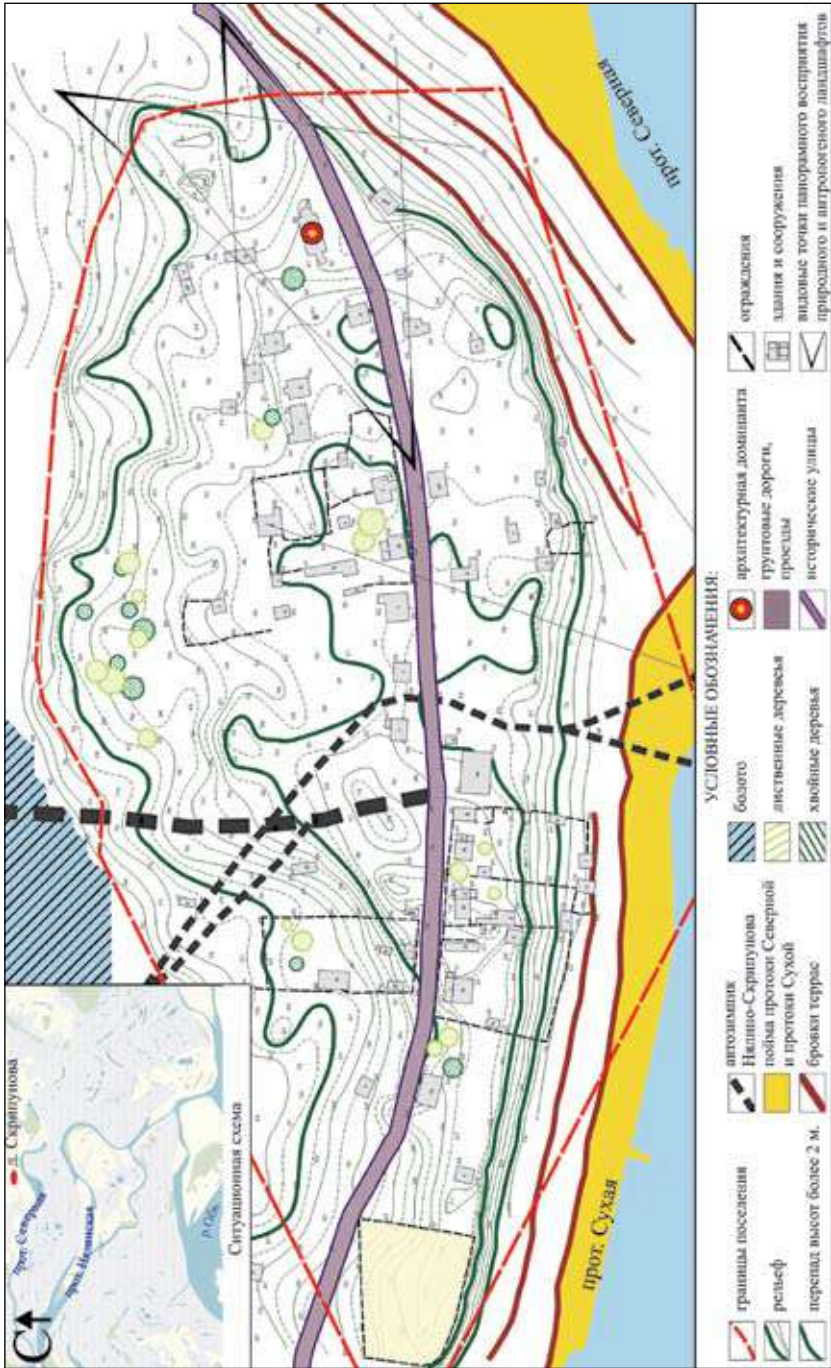 С
д. Скрипунова
прот. Северная
прот. Нялинская
р. Обь
Ситуационная схема
прот. Северная
прот. Сухая
УСЛОВНЫЕ ОБОЗНАЧЕНИЯ:
границы поселения
рельеф
перепад высот более 2 м.
автозимник
Нялино-Скрипунова
пойма протоки Северной
и протоки Сухой
бровки террас
болото
лиственные деревья
хвойные деревья
архитектурная доминанта
грунтовые дороги,
проезды
исторические улицы
ограждения
здания и сооружения
видовые точки панорамного восприятия
природного и антропогеного ландшафтов